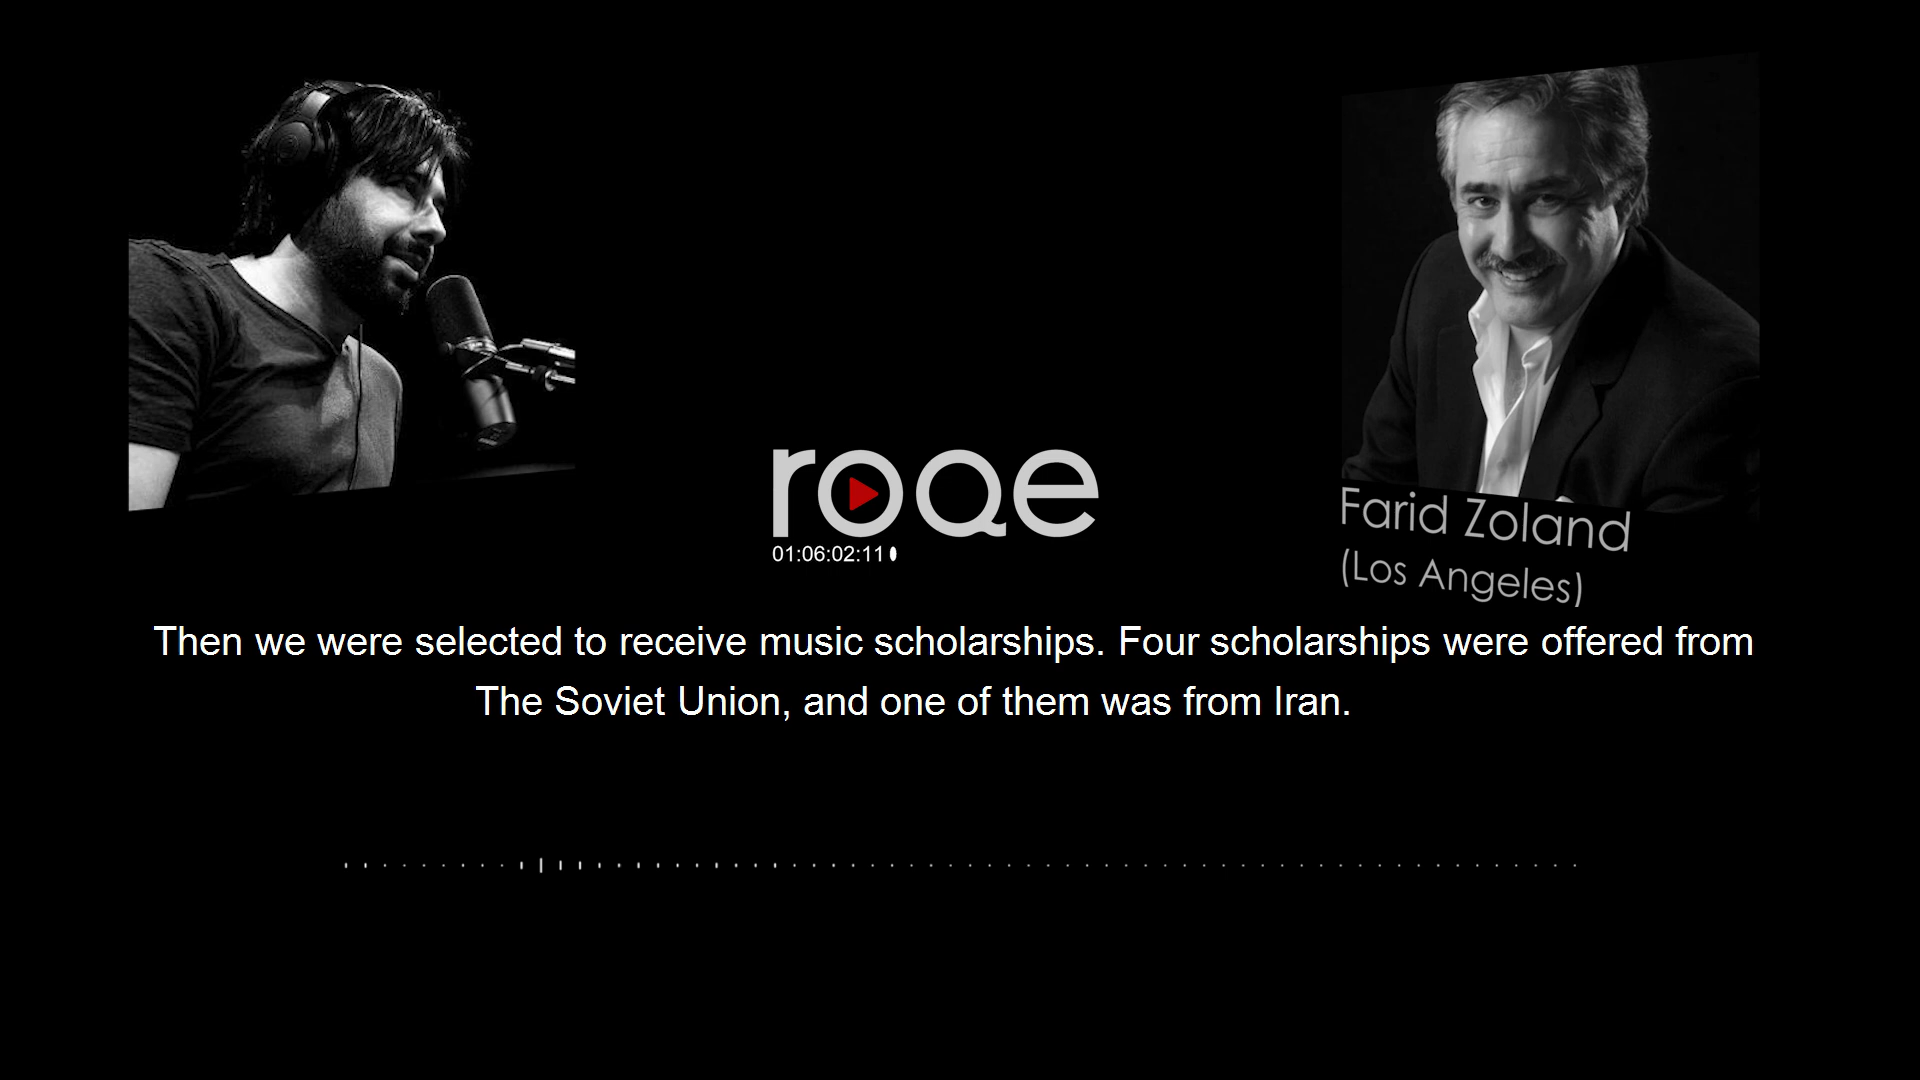 roqe
01:06:02:11
Farid Zoland
(Los Angeles)
Then we were selected to receive music scholarships. Four scholarships were offered from
The Soviet Union, and one of them was from Iran.